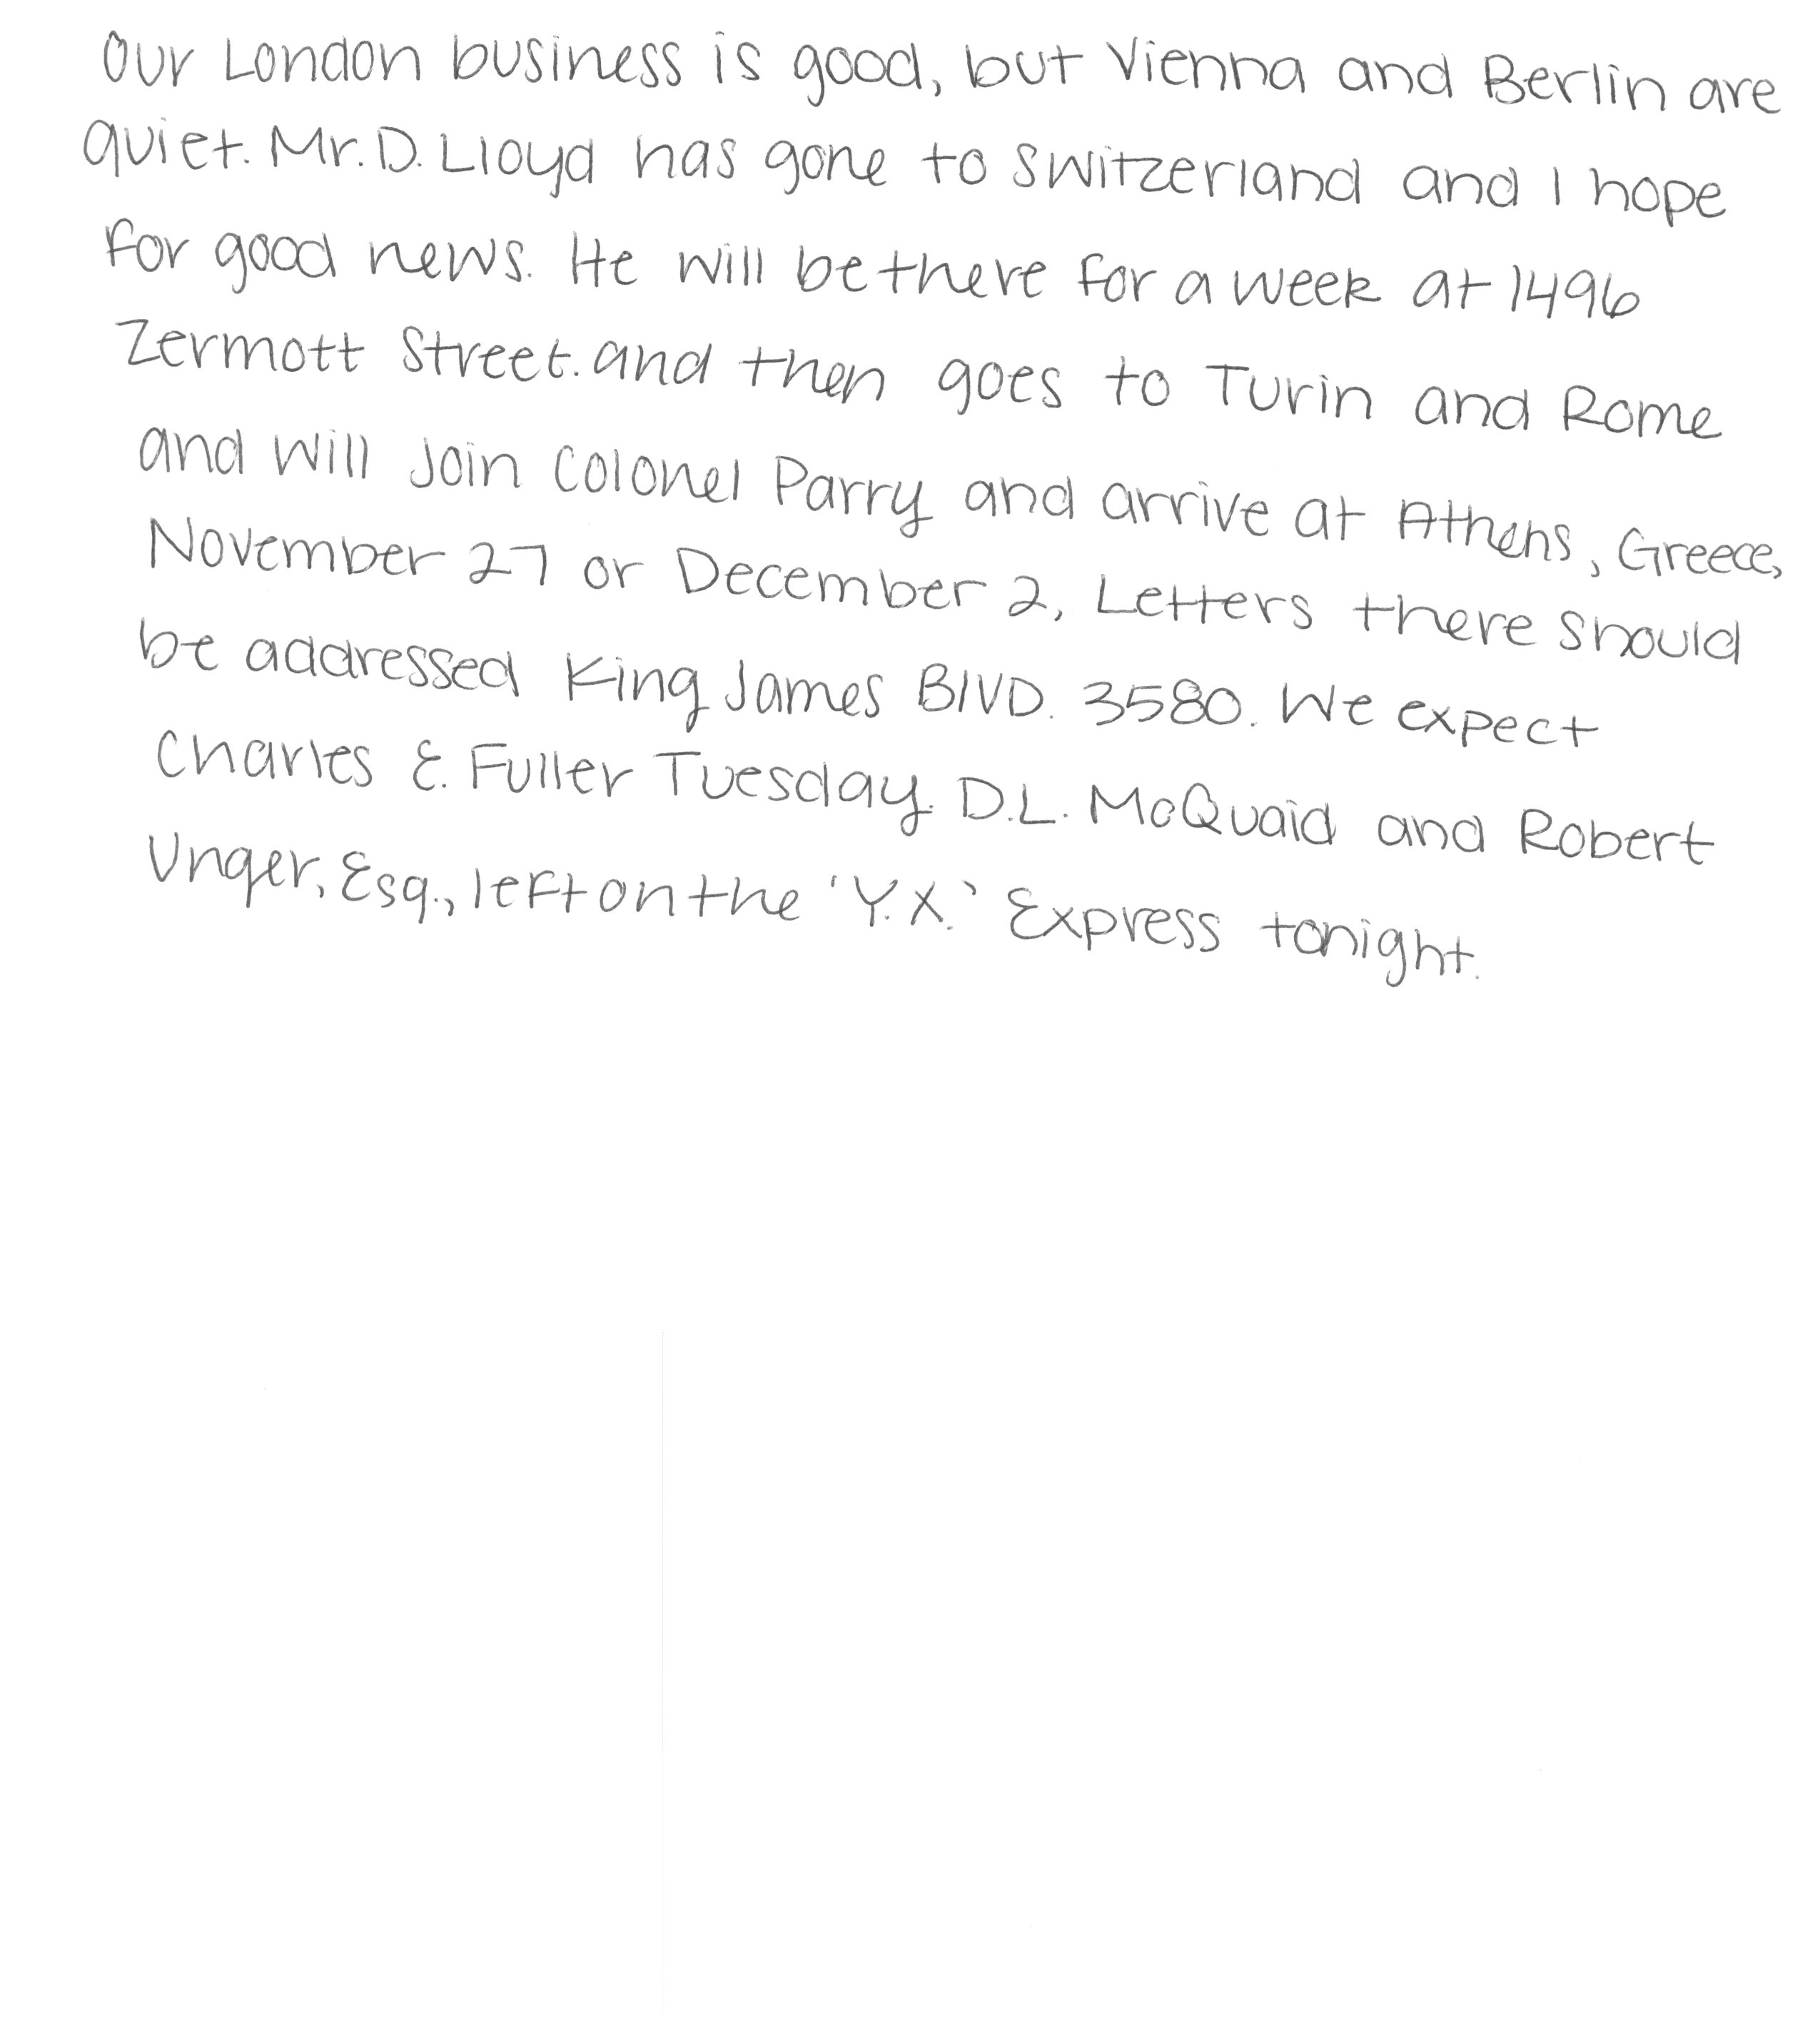 Our London business is good, but Vienna and Berlin are
quiet. Mr. D. Lloyd has gone to Switzerland and I hope
for good news. He will be there for a week at 1496
Zermott Street. and then goes to Turin and Rome
and will join Colonel Parry and arrive at Athens, Greece,
November 27 or December 2. Letters there should
be addressed King James BlVD. 3580. We expect
Charles E. Fuller Tuesday. D.L. McQuaid and Robert
Unger, Esq., left on the 'Y.X.' Express tonight.